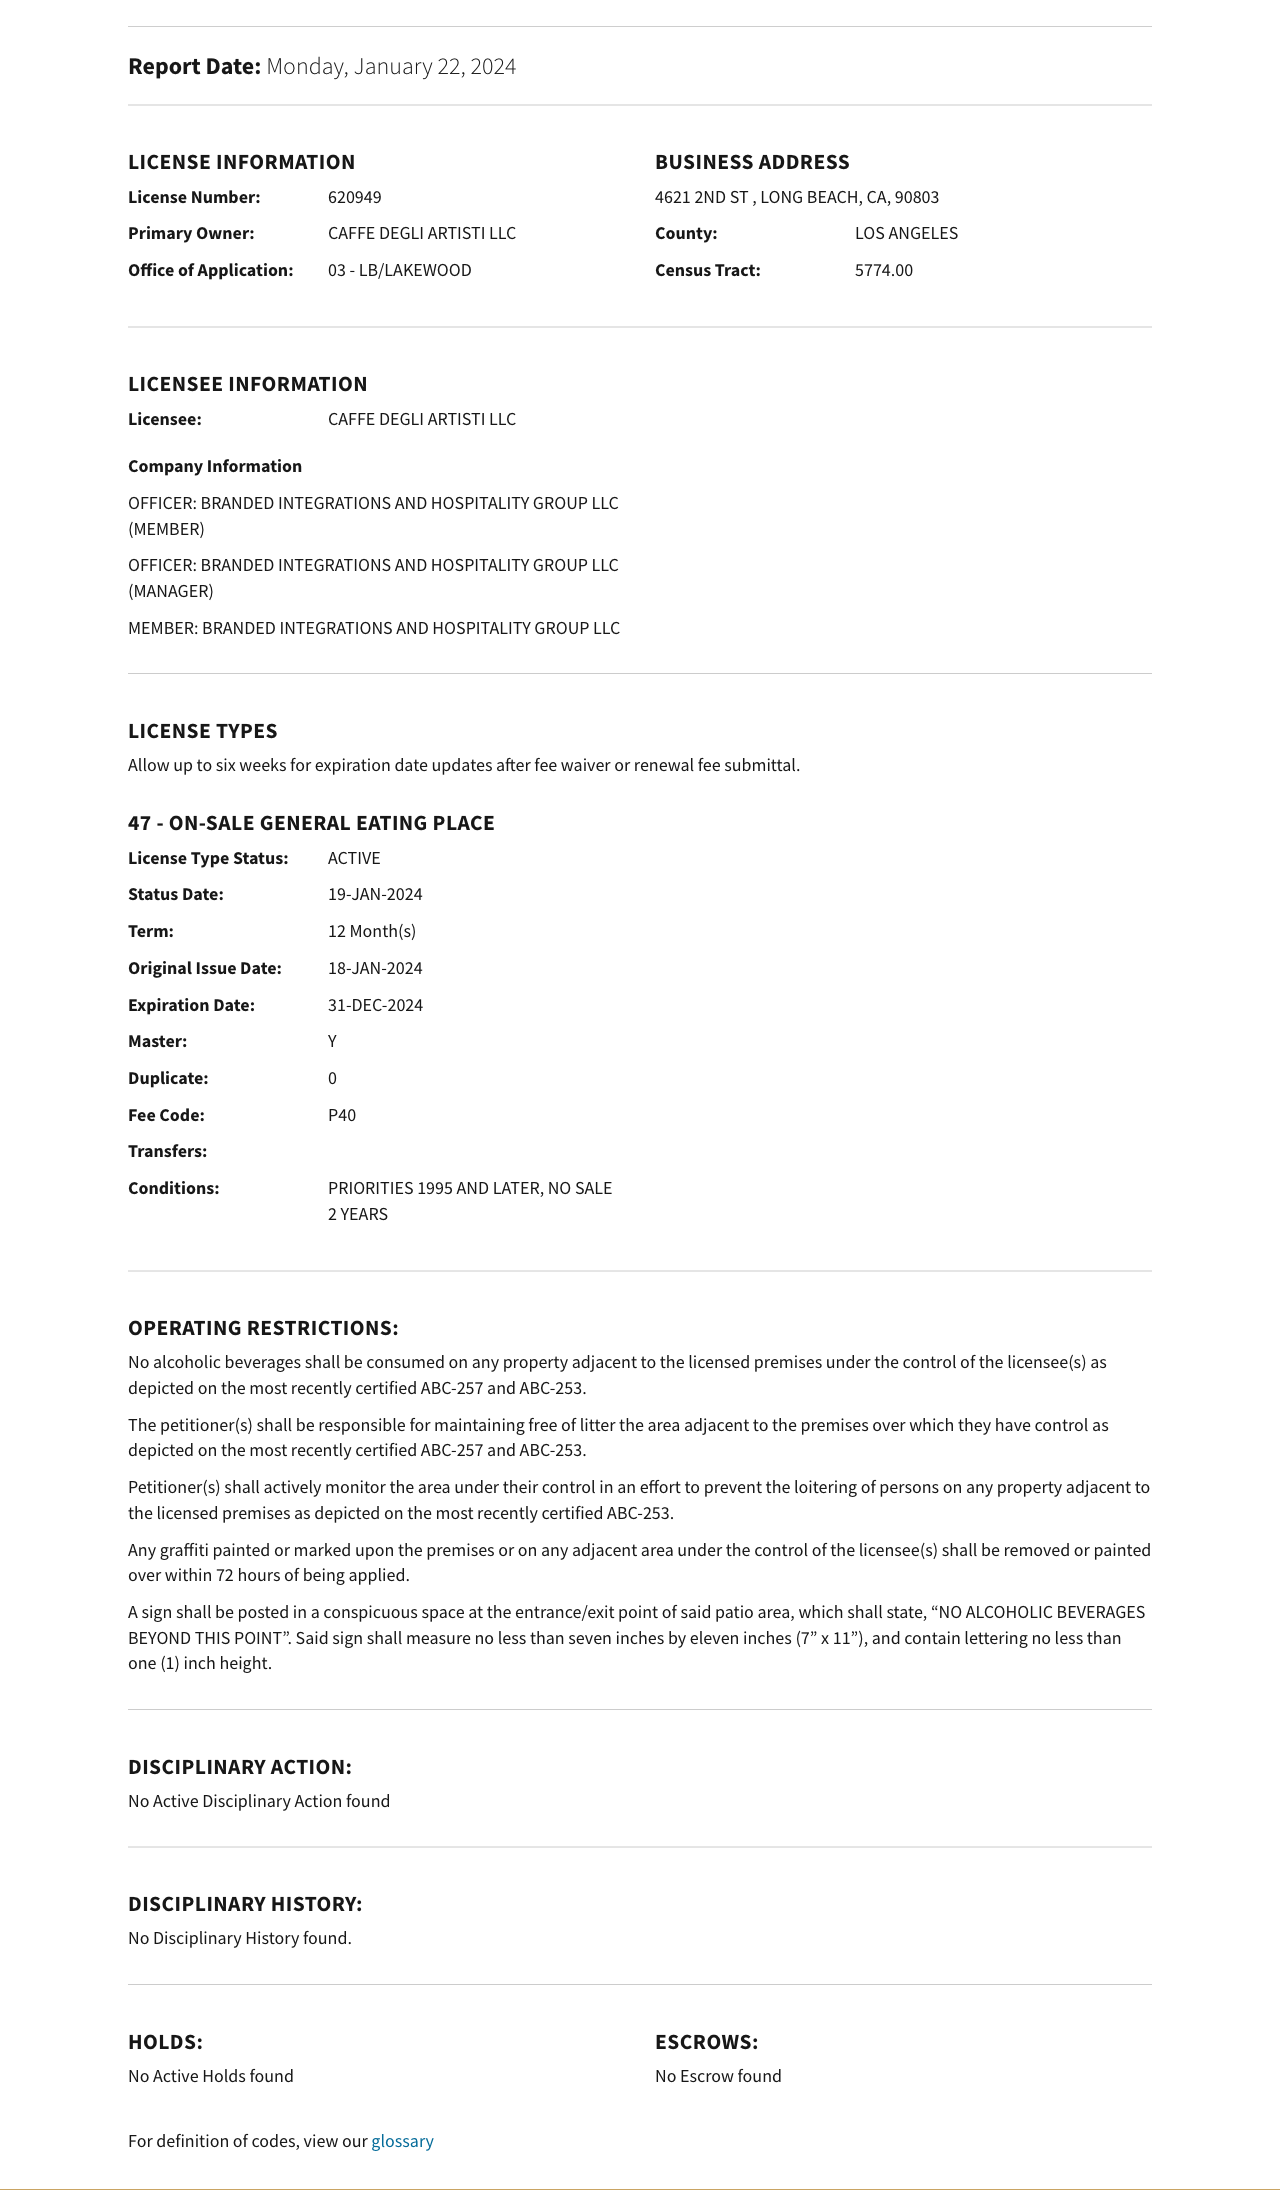 Report Date: Monday, January 22, 2024
LICENSE INFORMATION
License Number: 620949
Primary Owner: CAFFE DEGLI ARTISTI LLC
Office of Application: 03 - LB/LAKEWOOD
BUSINESS ADDRESS
4621 2ND ST , LONG BEACH, CA, 90803
County: LOS ANGELES
Census Tract: 5774.00
LICENSEE INFORMATION
Licensee: CAFFE DEGLI ARTISTI LLC
Company Information
OFFICER: BRANDED INTEGRATIONS AND HOSPITALITY GROUP LLC
(MEMBER)
OFFICER: BRANDED INTEGRATIONS AND HOSPITALITY GROUP LLC
(MANAGER)
MEMBER: BRANDED INTEGRATIONS AND HOSPITALITY GROUP LLC
LICENSE TYPES
Allow up to six weeks for expiration date updates after fee waiver or renewal fee submittal.
47 - ON-SALE GENERAL EATING PLACE
License Type Status: ACTIVE
Status Date: 19-JAN-2024
Term: 12 Month(s)
Original Issue Date: 18-JAN-2024
Expiration Date: 31-DEC-2024
Master: Y
Duplicate: 0
Fee Code: P40
Transfers:
Conditions: PRIORITIES 1995 AND LATER, NO SALE
2 YEARS
OPERATING RESTRICTIONS:
No alcoholic beverages shall be consumed on any property adjacent to the licensed premises under the control of the licensee(s) as
depicted on the most recently certified ABC-257 and ABC-253.
The petitioner(s) shall be responsible for maintaining free of litter the area adjacent to the premises over which they have control as
depicted on the most recently certified ABC-257 and ABC-253.
Petitioner(s) shall actively monitor the area under their control in an effort to prevent the loitering of persons on any property adjacent to
the licensed premises as depicted on the most recently certified ABC-253.
Any graffiti painted or marked upon the premises or on any adjacent area under the control of the licensee(s) shall be removed or painted
over within 72 hours of being applied.
A sign shall be posted in a conspicuous space at the entrance/exit point of said patio area, which shall state, “NO ALCOHOLIC BEVERAGES
BEYOND THIS POINT”. Said sign shall measure no less than seven inches by eleven inches (7” x 11”), and contain lettering no less than
one (1) inch height.
DISCIPLINARY ACTION:
No Active Disciplinary Action found
DISCIPLINARY HISTORY:
No Disciplinary History found.
HOLDS:
No Active Holds found
ESCROWS:
No Escrow found
For definition of codes, view our glossary